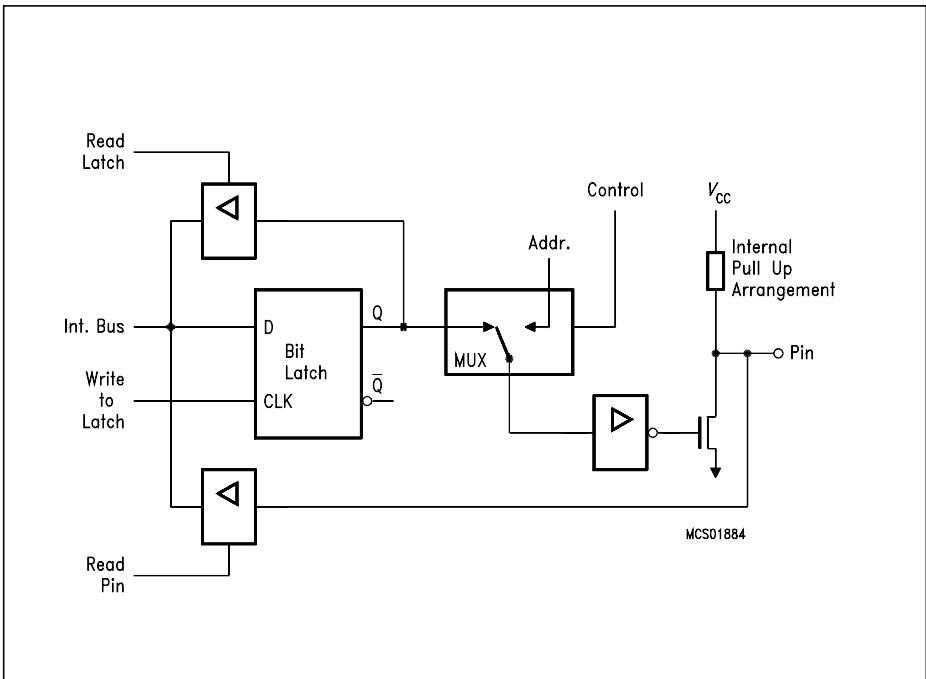 Read
Latch
Control
V_CC
Addr.
Internal
Pull Up
Arrangement
Int. Bus
D
Q
Bit
Latch
MUX
Pin
Write
to
Latch
CLK
Q̅
MCS01884
Read
Pin